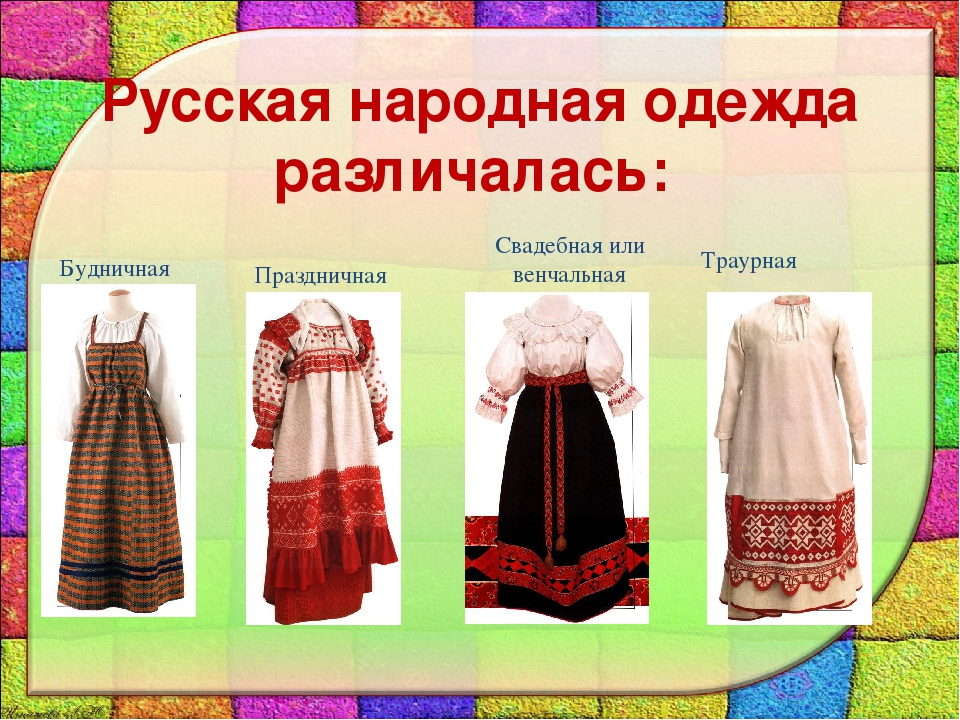 Русская народная одежда
различалась:
Будничная
Праздничная
Свадебная или
венчальная
Траурная